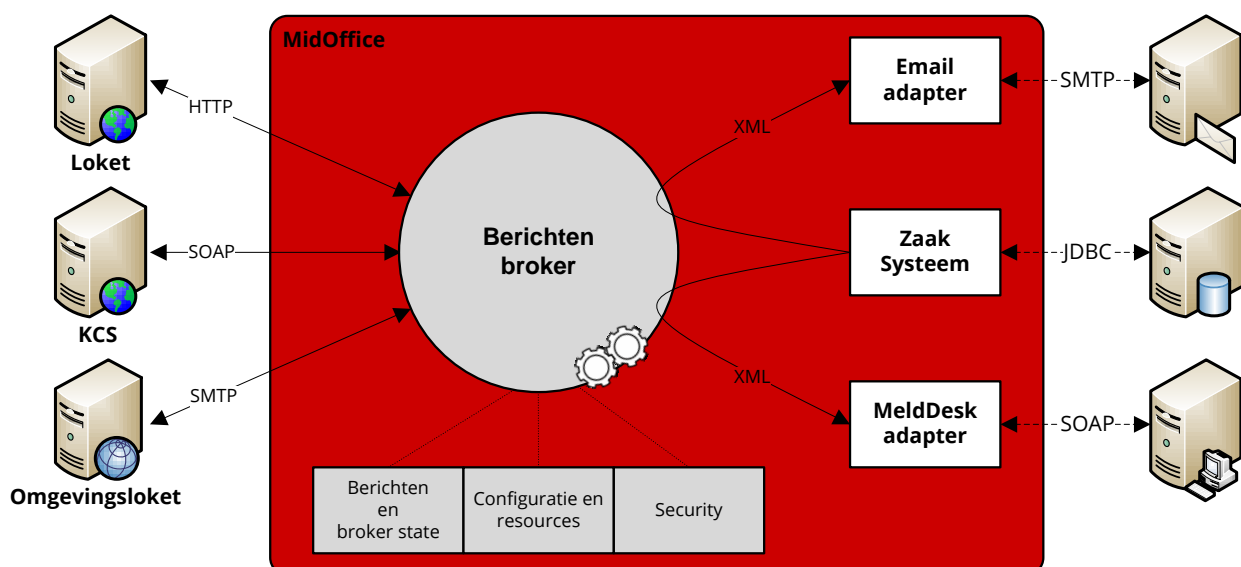 MidOffice
Loket
HTTP
KCS
SOAP
Omgevingsloket
SMTP
Berichten
broker
XML
XML
Email
adapter
SMTP
Zaak
Systeem
JDBC
MeldDesk
adapter
SOAP
Berichten
en
broker state
Configuratie en
resources
Security